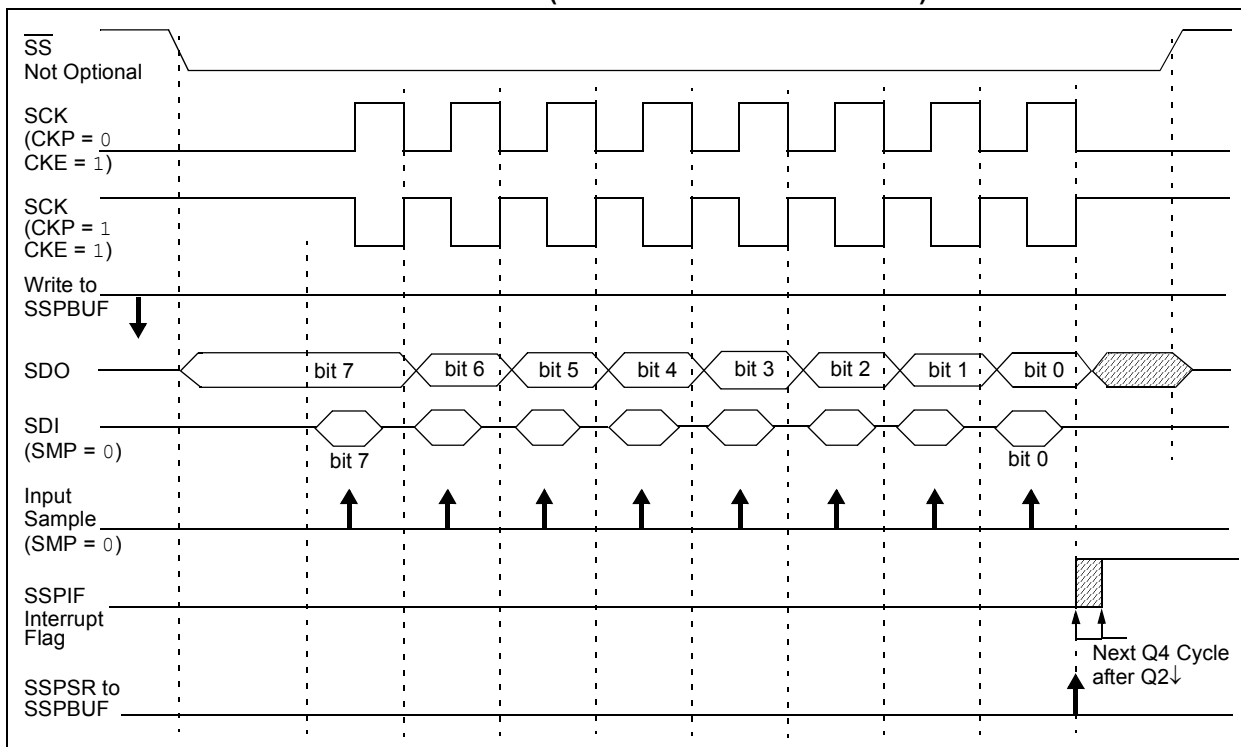 SS
Not Optional
SCK
(CKP = 0
CKE = 1)
SCK
(CKP = 1
CKE = 1)
Write to
SSPBUF
SDO
bit 7 bit 6 bit 5 bit 4 bit 3 bit 2 bit 1 bit 0
SDI
(SMP = 0)
bit 7 bit 0
Input
Sample
(SMP = 0)
SSPIF
Interrupt
Flag
Next Q4 Cycle
after Q2↓
SSPSR to
SSPBUF